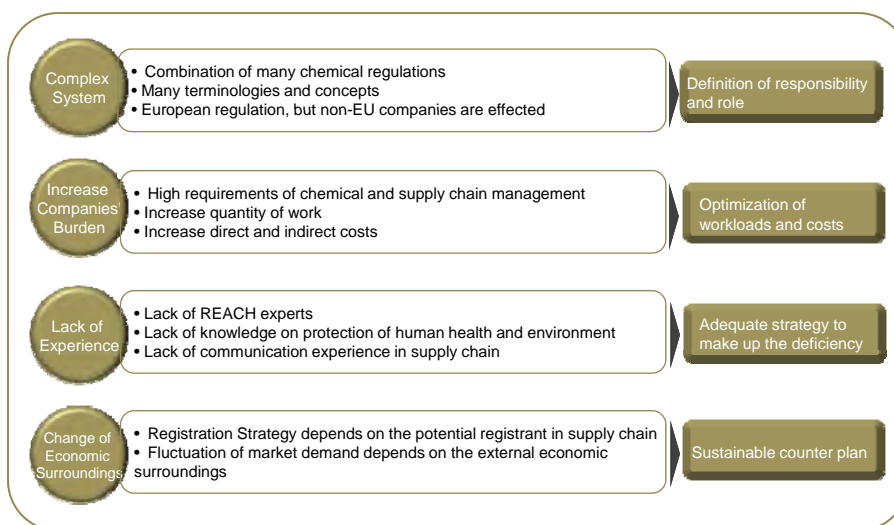 Complex
System
• Combination of many chemical regulations
• Many terminologies and concepts
• European regulation, but non-EU companies are effected
Definition of responsibility
and role
Increase
Companies'
Burden
• High requirements of chemical and supply chain management
• Increase quantity of work
• Increase direct and indirect costs
Optimization of
workloads and costs
Lack of
Experience
• Lack of REACH experts
• Lack of knowledge on protection of human health and environment
• Lack of communication experience in supply chain
Adequate strategy to
make up the deficiency
Change of
Economic
Surroundings
• Registration Strategy depends on the potential registrant in supply chain
• Fluctuation of market demand depends on the external economic
surroundings
Sustainable counter plan